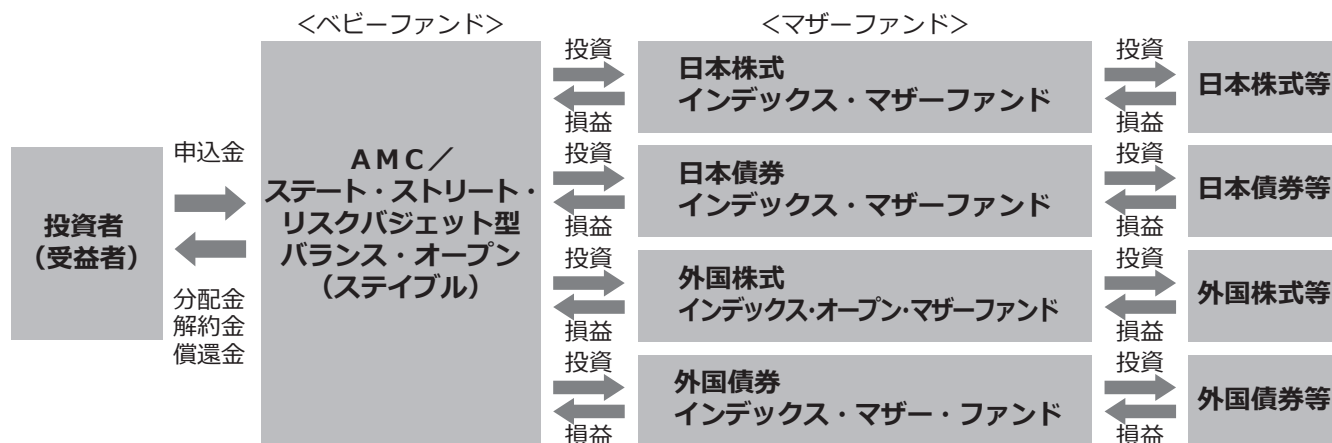 <ベビーファンド>
<マザーファンド>
投資者
(受益者)
申込金
分配金
解約金
償還金
AMC/
ステート・ストリート・
リスクバジェット型
バランス・オープン
(ステイブル)
投資
損益
日本株式
インデックス・マザーファンド
投資
損益
日本株式等
投資
損益
日本債券
インデックス・マザーファンド
投資
損益
日本債券等
投資
損益
外国株式
インデックス・オープン・マザーファンド
投資
損益
外国株式等
投資
損益
外国債券
インデックス・マザー・ファンド
投資
損益
外国債券等